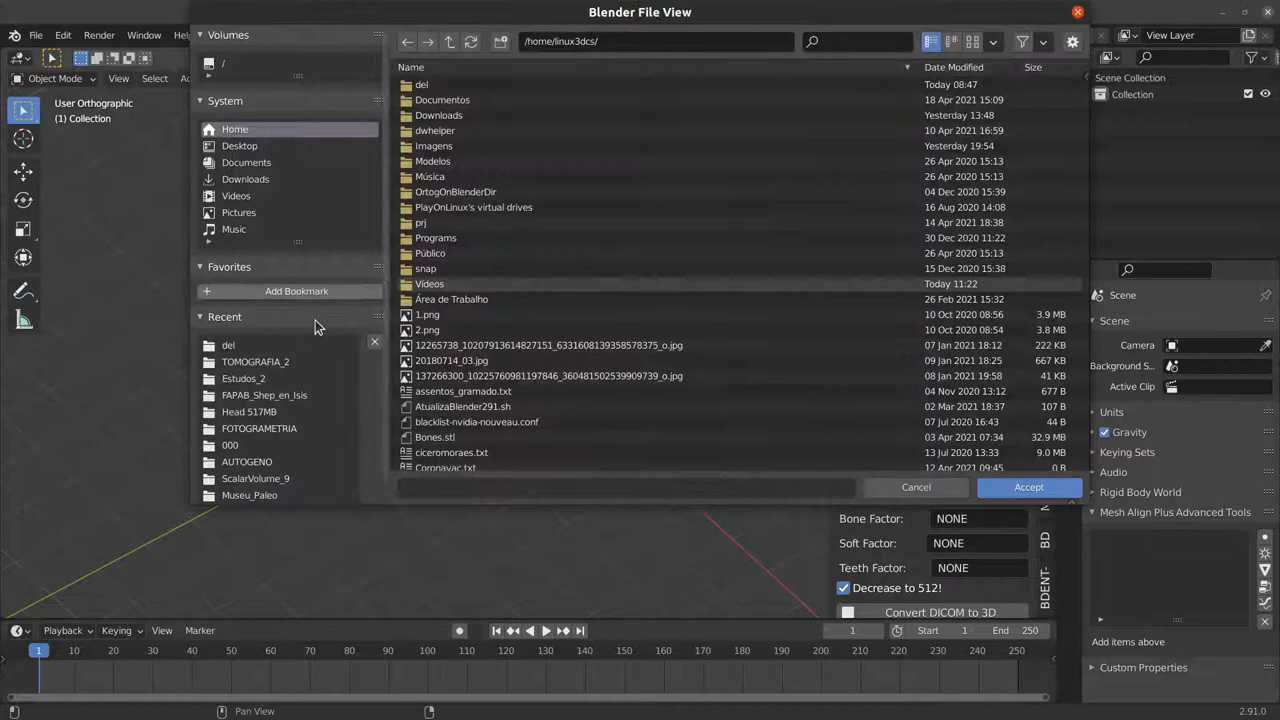 Blender File View
File Edit Render Window
Object Mode View Select
User Orthographic
(1) Collection
Volumes
/
System
Home
Desktop
Documents
Downloads
Videos
Pictures
Music
Favorites
Add Bookmark
Recent
del
TOMOGRAFIA_2
Estudos_2
FAPAB_Shep_en_Isis
Head 517MB
FOTOGRAMETRIA
000
AUTOGENO
ScalarVolume_9
Museu_Paleo
/home/linux3dcs/
Name Date Modified Size
del Today 08:47
Documentos 18 Apr 2021 15:09
Downloads Yesterday 13:48
dwhelper 10 Apr 2021 16:59
Imagens Yesterday 19:54
Modelos 26 Apr 2020 15:13
Música 26 Apr 2020 15:13
OrtogOnBlenderDir 04 Dec 2020 15:39
PlayOnLinux's virtual drives 16 Aug 2020 14:08
prj 14 Apr 2021 18:38
Programs 30 Dec 2020 11:22
Público 26 Apr 2020 15:13
snap 15 Dec 2020 15:38
Vídeos Today 11:22
Área de Trabalho 26 Feb 2021 15:32
1.png 10 Oct 2020 08:56 3.9 MB
2.png 10 Oct 2020 08:54 3.8 MB
12265738_10207913614827151_6331608139358578375_o.jpg 07 Jan 2021 18:12 222 KB
20180714_03.jpg 09 Jan 2021 18:25 667 KB
137266300_10225760981197846_360481502539909739_o.jpg 08 Jan 2021 19:58 41 KB
assentos_gramado.txt 04 Nov 2020 13:12 677 B
AtualizaBlender291.sh 02 Mar 2021 18:37 107 B
blacklist-nvidia-nouveau.conf 07 Jul 2020 16:43 44 B
Bones.stl 03 Apr 2021 07:34 32.9 MB
ciceromoraes.txt 13 Jul 2020 13:33 9.0 MB
Coronavac.txt 12 Apr 2021 09:45 0 B
Cancel Accept
Bone Factor: NONE
Soft Factor: NONE
Teeth Factor: NONE
Decrease to 512!
Convert DICOM to 3D
BD
BDENT-
View Layer
Scene Collection
Collection
Scene
Scene
Camera
Background S...
Active Clip
Units
Gravity
Keying Sets
Audio
Rigid Body World
Mesh Align Plus Advanced Tools
Add items above
Custom Properties
Playback Keying View Marker 1 Start 1 End 250
1 10 20 30 40 50 60 70 80 90 100 110 120 130 140 150 160 170 180 190 200 210 220 230 240 250
Pan View 2.91.0